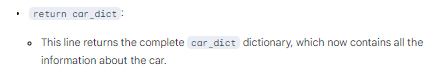 • return car_dict:
◦ This line returns the complete car_dict dictionary, which now contains all the
information about the car.